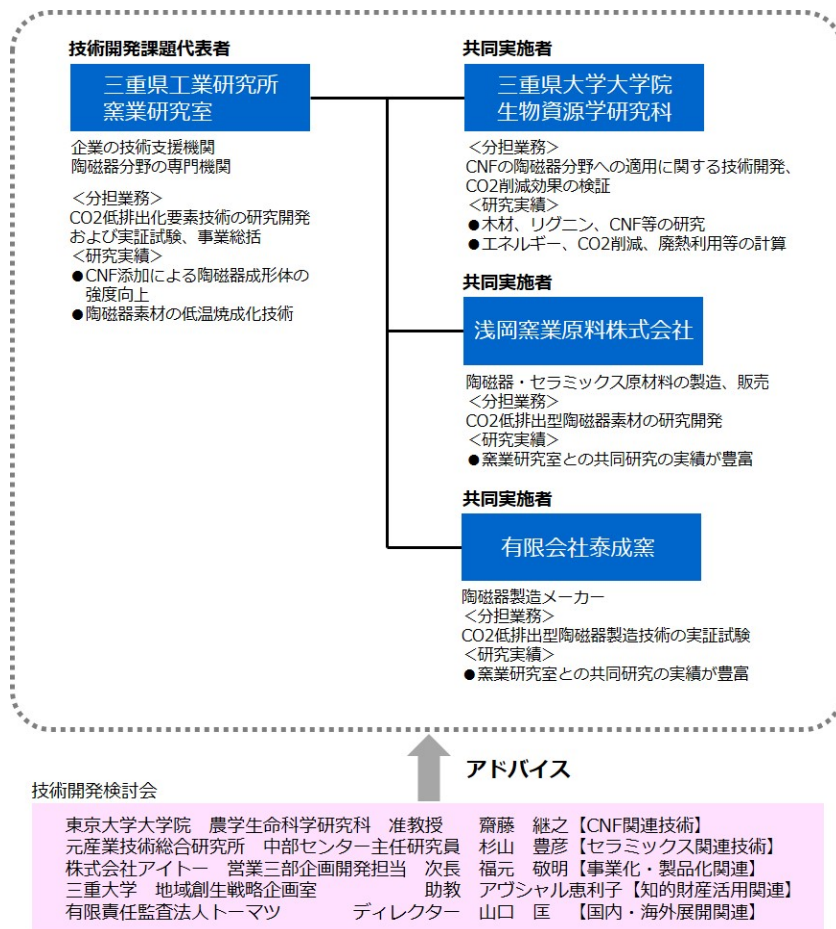 技術開発課題代表者
三重県工業研究所
窯業研究室
企業の技術支援機関
陶磁器分野の専門機関
<分担業務>
CO2低排出化要素技術の研究開発
および実証試験、事業総括
<研究実績>
●CNF添加による陶磁器成形体の
強度向上
●陶磁器素材の低温焼成化技術
共同実施者
三重県大学大学院
生物資源学研究科
<分担業務>
CNFの陶磁器分野への適用に関する技術開発、
CO2削減効果の検証
<研究実績>
●木材、リグニン、CNF等の研究
●エネルギー、CO2削減、廃熱利用等の計算
共同実施者
浅岡窯業原料株式会社
陶磁器・セラミックス原材料の製造、販売
<分担業務>
CO2低排出型陶磁器素材の研究開発
<研究実績>
●窯業研究室との共同研究の実績が豊富
共同実施者
有限会社泰成窯
陶磁器製造メーカー
<分担業務>
CO2低排出型陶磁器製造技術の実証試験
<研究実績>
●窯業研究室との共同研究の実績が豊富
アドバイス
技術開発検討会
東京大学大学院　農学生命科学研究科　准教授　齋藤　継之【CNF関連技術】
元産業技術総合研究所　中部センター主任研究員　杉山　豊彦【セラミックス関連技術】
株式会社アイトー　営業三部企画開発担当　次長　福元　敬明【事業化・製品化関連】
三重大学　地域創生戦略企画室　助教　アヴシャル恵利子【知的財産活用関連】
有限責任監査法人トーマツ　ディレクター　山口　匡　【国内・海外展開関連】